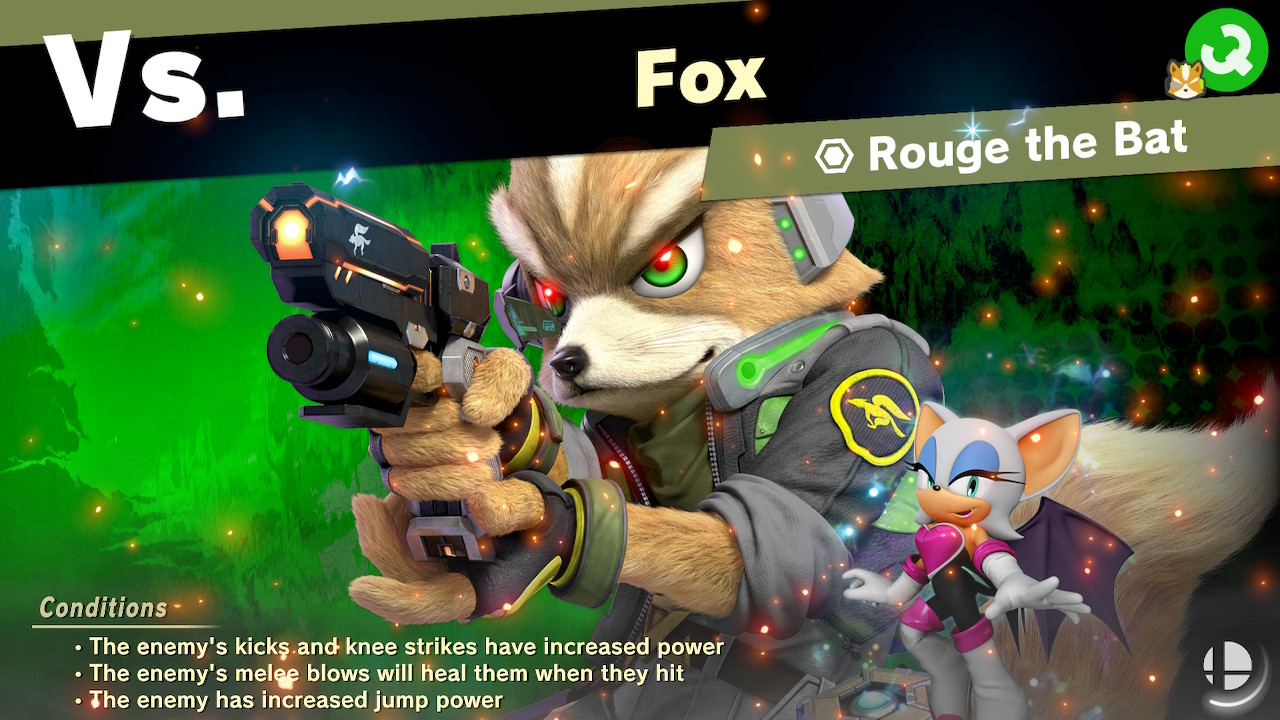 Vs.
Fox
Rouge the Bat
Conditions
• The enemy's kicks and knee strikes have increased power
• The enemy's melee blows will heal them when they hit
• The enemy has increased jump power